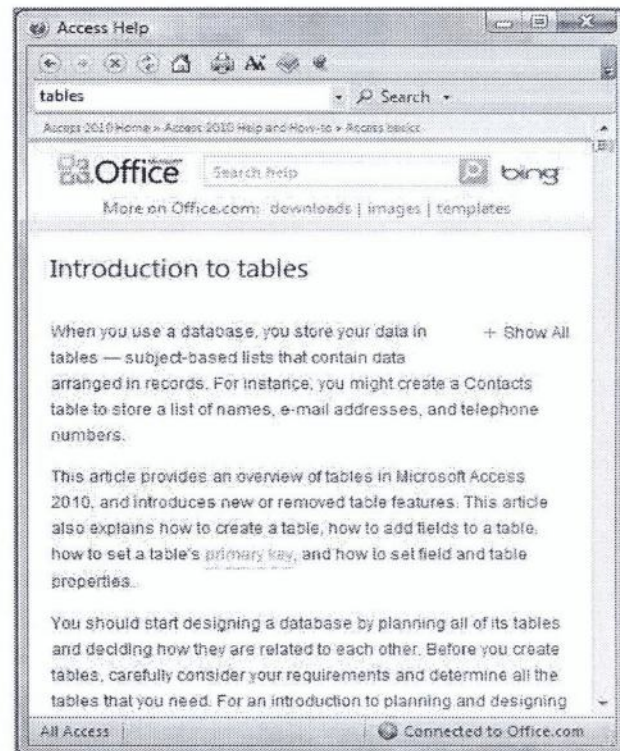 Access Help
tables
Search
Access 2010 Home » Access 2010 Help and How-to » Access basics
Office
Search help
bing
More on Office.com: downloads | images | templates
Introduction to tables
When you use a database, you store your data in
+ Show All
tables — subject-based lists that contain data
arranged in records. For instance, you might create a Contacts
table to store a list of names, e-mail addresses, and telephone
numbers.
This article provides an overview of tables in Microsoft Access
2010, and introduces new or removed table features. This article
also explains how to create a table, how to add fields to a table,
how to set a table's primary key, and how to set field and table
properties.
You should start designing a database by planning all of its tables
and deciding how they are related to each other. Before you create
tables, carefully consider your requirements and determine all the
tables that you need. For an introduction to planning and designing
All Access
Connected to Office.com